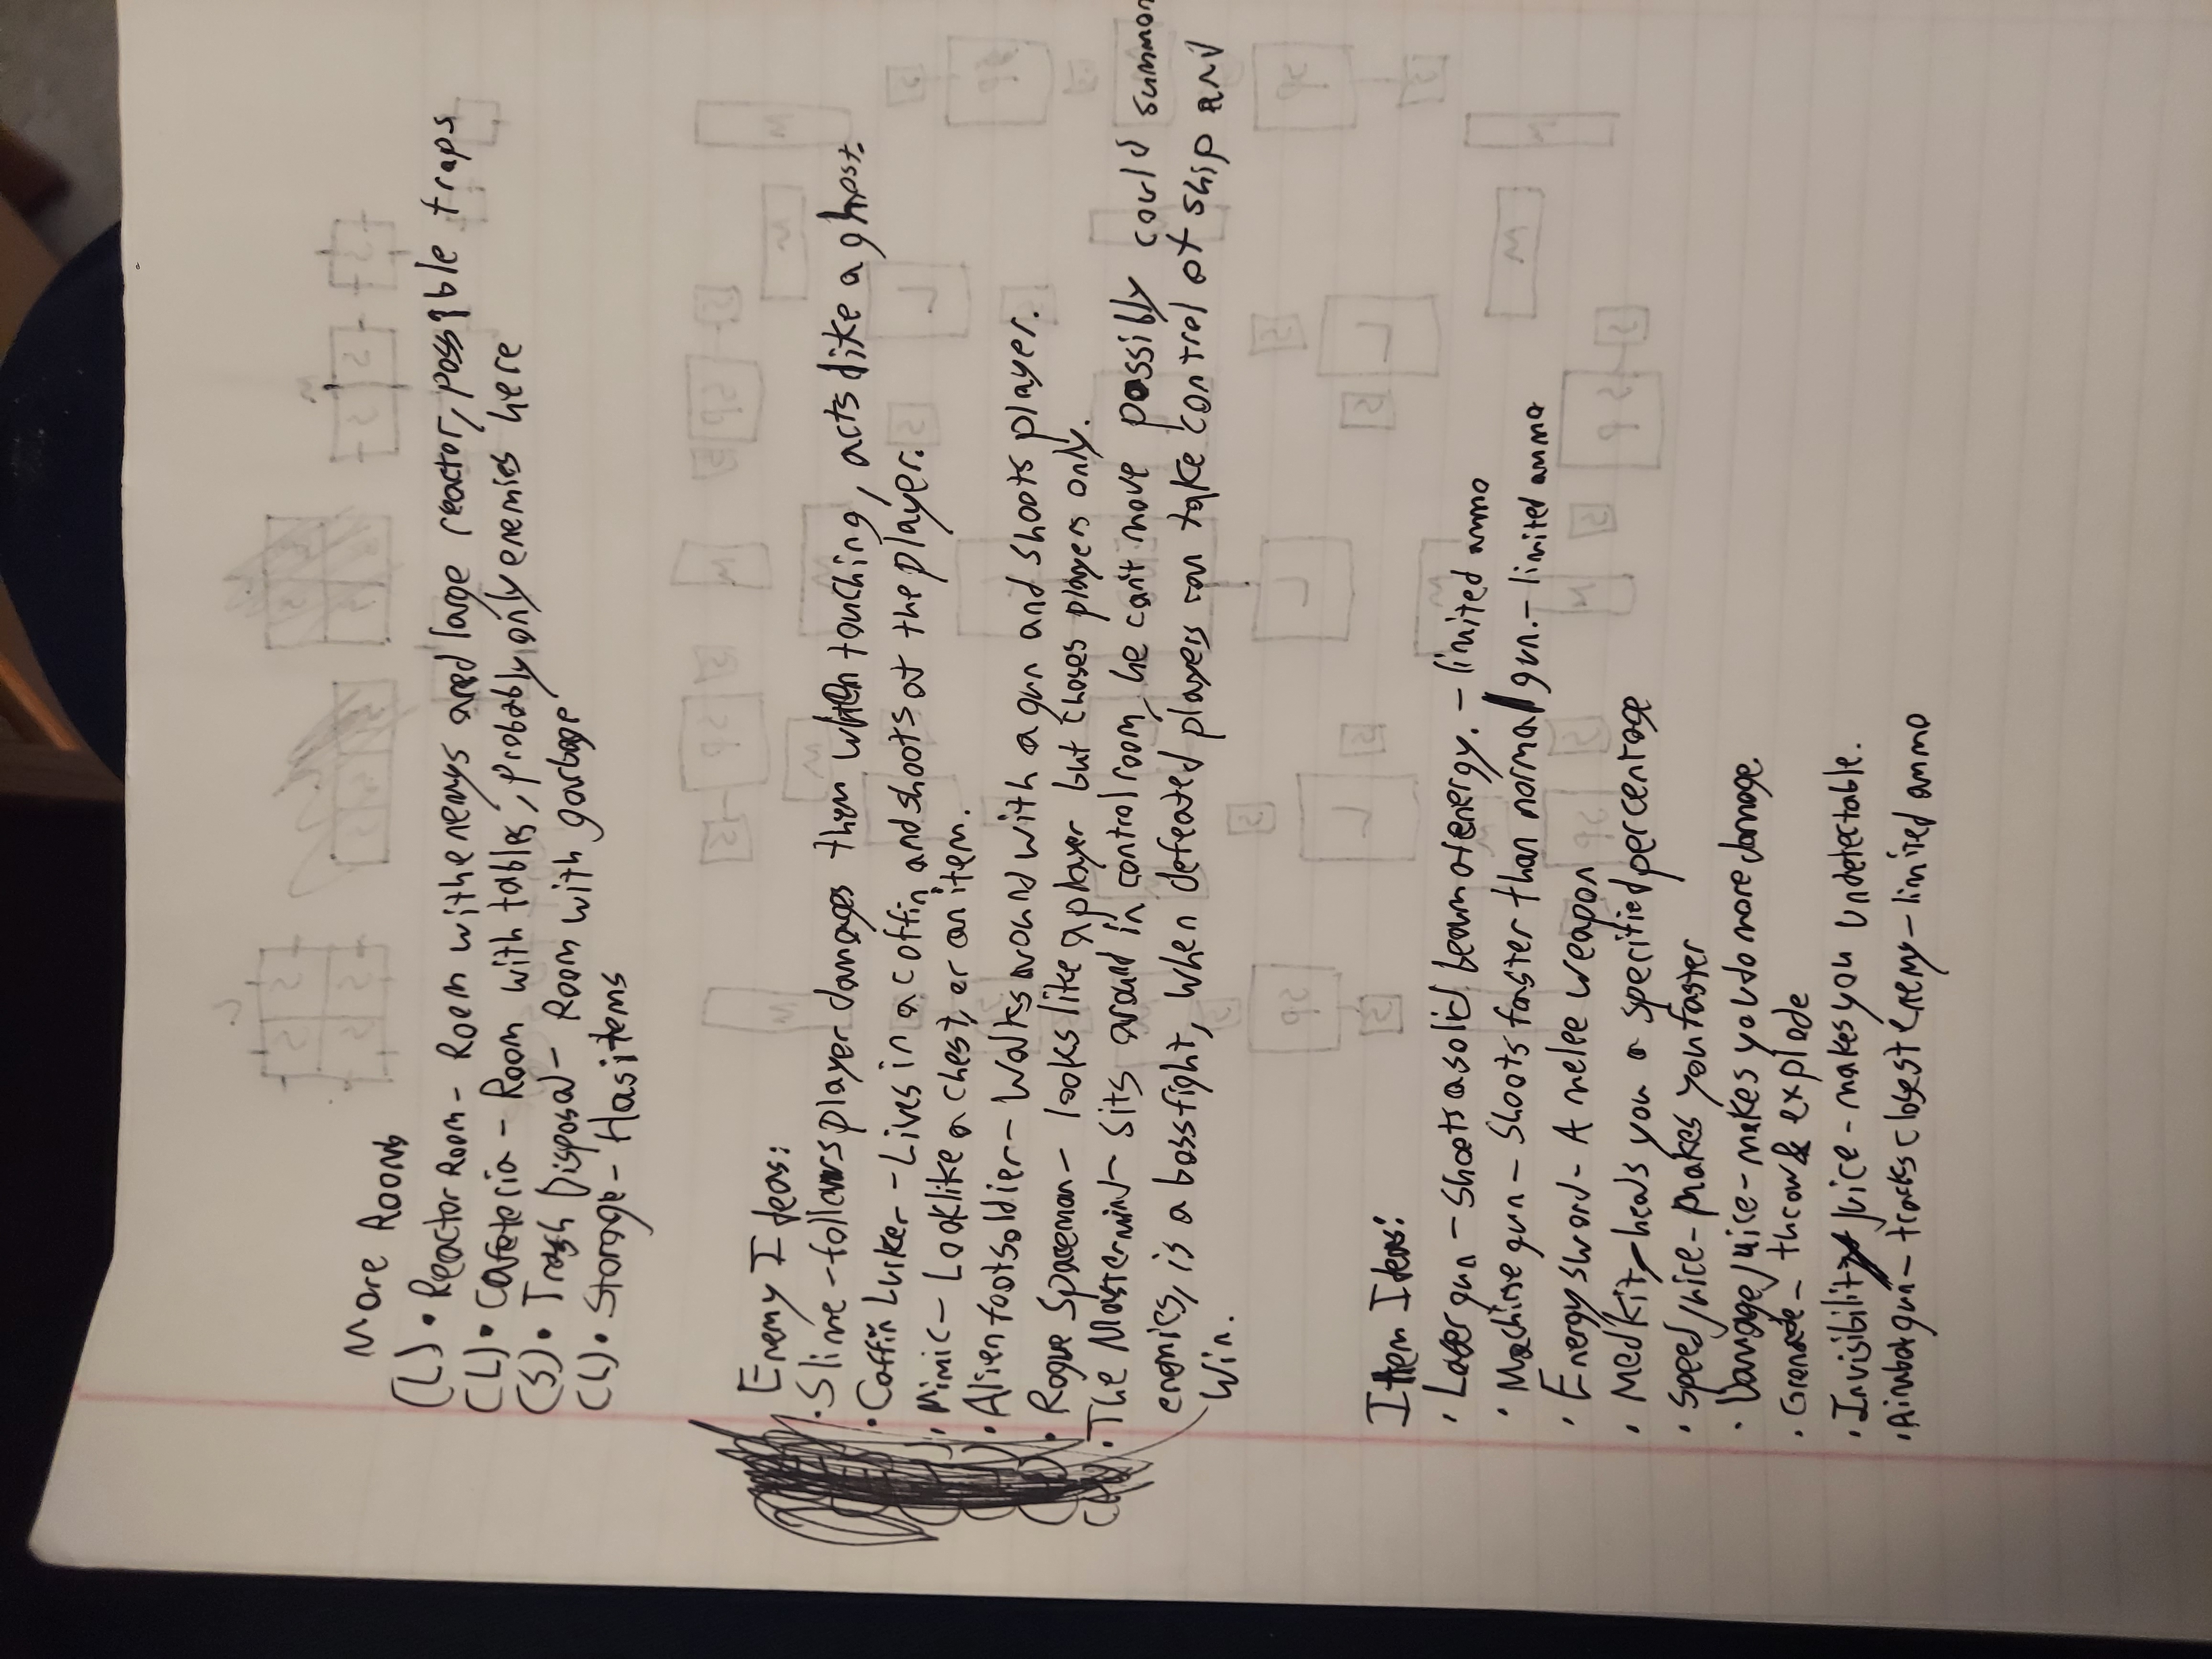 More Rooms
(L)• Reactor Room - Room with enemys and large reactor, possible traps
(L)• Cafeteria - Room with tables, probably only enemies here
(S)• Trash Disposal - Room with garbage
(L)• Storage - Has items
Enemy Ideas:
• Slime - follows player damages them when touching, acts like a ghost.
• Coffin Lurker - Lives in a coffin and shoots at the player.
• Mimic - Look like a chest, or an item.
• Alien footsoldier - Walks around with a gun and shoots player.
• Rogue Spaceman - looks like a player but chases players only.
• The Mastermind - Sits around in control room, he can't move possibly could summon
enemies, is a boss fight, when defeated players can take control of ship and
Win.
Item Ideas:
• Laser gun - Shoots a solid beam of energy. - limited ammo
• Machine gun - Shoots faster than normal gun. - limited ammo
• Energy sword - A melee weapon
• Med Kit - heals you a specified percentage
• Speed juice - makes you faster
• Damage juice - makes you do more damage.
• Grenade - throw & explode
• Invisibility juice - makes you undetectable.
• Aimbot gun - tracks closest enemy - limited ammo